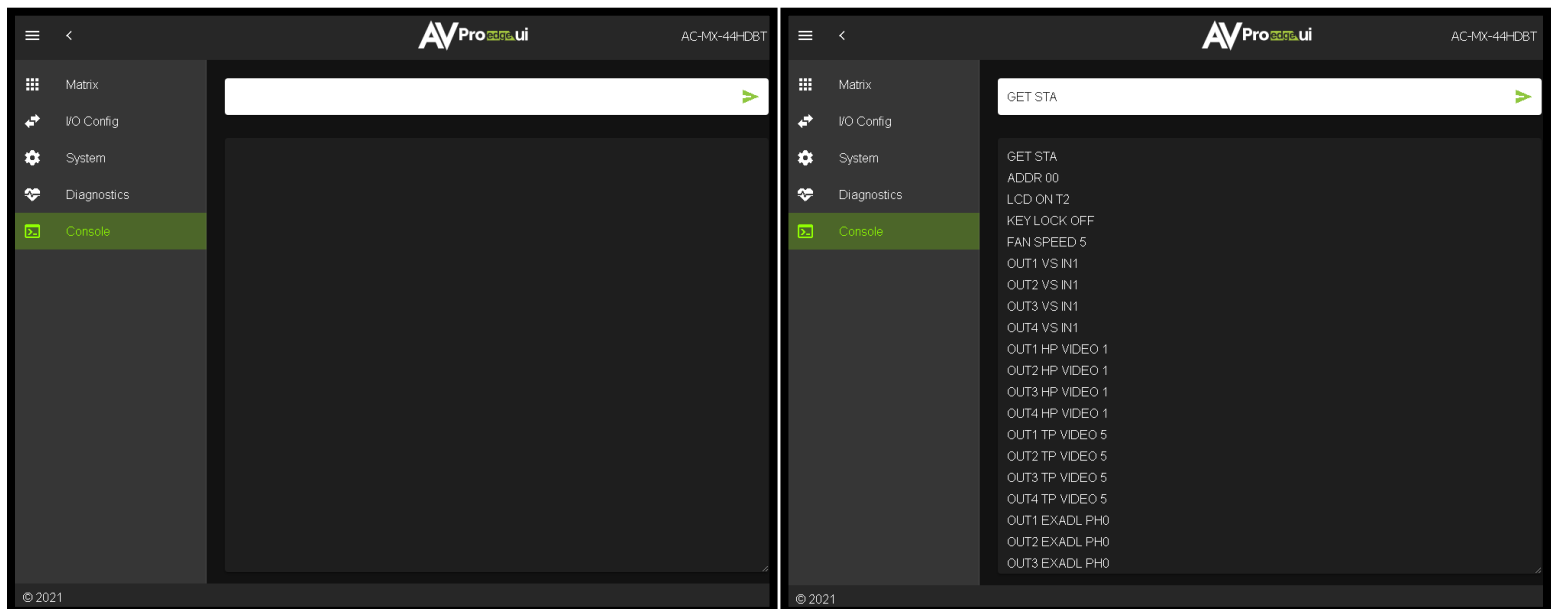 AVPro edge.ui
AC-MX-44HDBT
Matrix
I/O Config
System
Diagnostics
Console
© 2021
AVPro edge.ui
AC-MX-44HDBT
Matrix
I/O Config
System
Diagnostics
Console
GET STA
GET STA
ADDR 00
LCD ON T2
KEY LOCK OFF
FAN SPEED 5
OUT1 VS IN1
OUT2 VS IN1
OUT3 VS IN1
OUT4 VS IN1
OUT1 HP VIDEO 1
OUT2 HP VIDEO 1
OUT3 HP VIDEO 1
OUT4 HP VIDEO 1
OUT1 TP VIDEO 5
OUT2 TP VIDEO 5
OUT3 TP VIDEO 5
OUT4 TP VIDEO 5
OUT1 EXADL PH0
OUT2 EXADL PH0
OUT3 EXADL PH0
© 2021